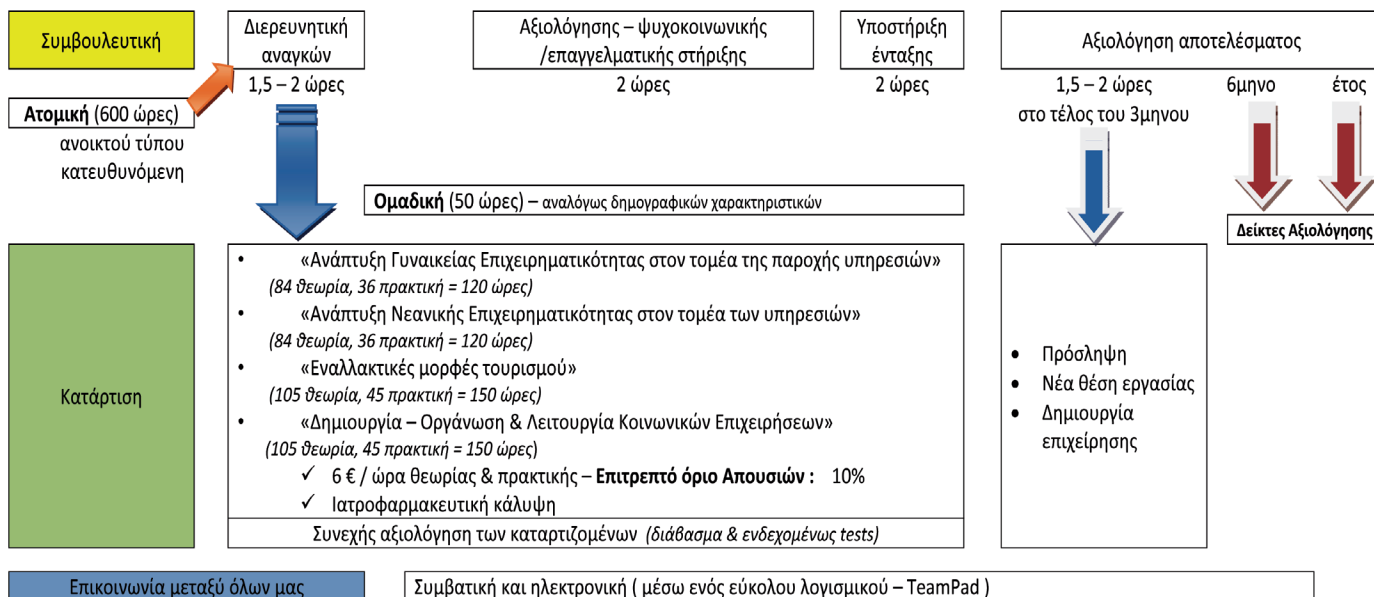 Συμβουλευτική
Διερευνητική
αναγκών
1,5 – 2 ώρες
Αξιολόγησης – ψυχοκοινωνικής
/επαγγελματικής στήριξης
2 ώρες
Υποστήριξη
ένταξης
2 ώρες
Αξιολόγηση αποτελέσματος
1,5 – 2 ώρες
στο τέλος του 3μηνου
6μηνο
έτος
Ατομική (600 ώρες)
ανοικτού τύπου
κατευθυνόμενη
Ομαδική (50 ώρες) – αναλόγως δημογραφικών χαρακτηριστικών
Δείκτες Αξιολόγησης
Κατάρτιση
• «Ανάπτυξη Γυναικείας Επιχειρηματικότητας στον τομέα της παροχής υπηρεσιών»
(84 θεωρία, 36 πρακτική = 120 ώρες)
• «Ανάπτυξη Νεανικής Επιχειρηματικότητας στον τομέα των υπηρεσιών»
(84 θεωρία, 36 πρακτική = 120 ώρες)
• «Εναλλακτικές μορφές τουρισμού»
(105 θεωρία, 45 πρακτική = 150 ώρες)
• «Δημιουργία – Οργάνωση & Λειτουργία Κοινωνικών Επιχειρήσεων»
(105 θεωρία, 45 πρακτική = 150 ώρες)
✓ 6 € / ώρα θεωρίας & πρακτικής – Επιτρεπτό όριο Απουσιών : 10%
✓ Ιατροφαρμακευτική κάλυψη
Συνεχής αξιολόγηση των καταρτιζομένων (διάβασμα & ενδεχομένως tests)
• Πρόσληψη
• Νέα θέση εργασίας
• Δημιουργία
επιχείρησης
Επικοινωνία μεταξύ όλων μας
Συμβατική και ηλεκτρονική ( μέσω ενός εύκολου λογισμικού – TeamPad )